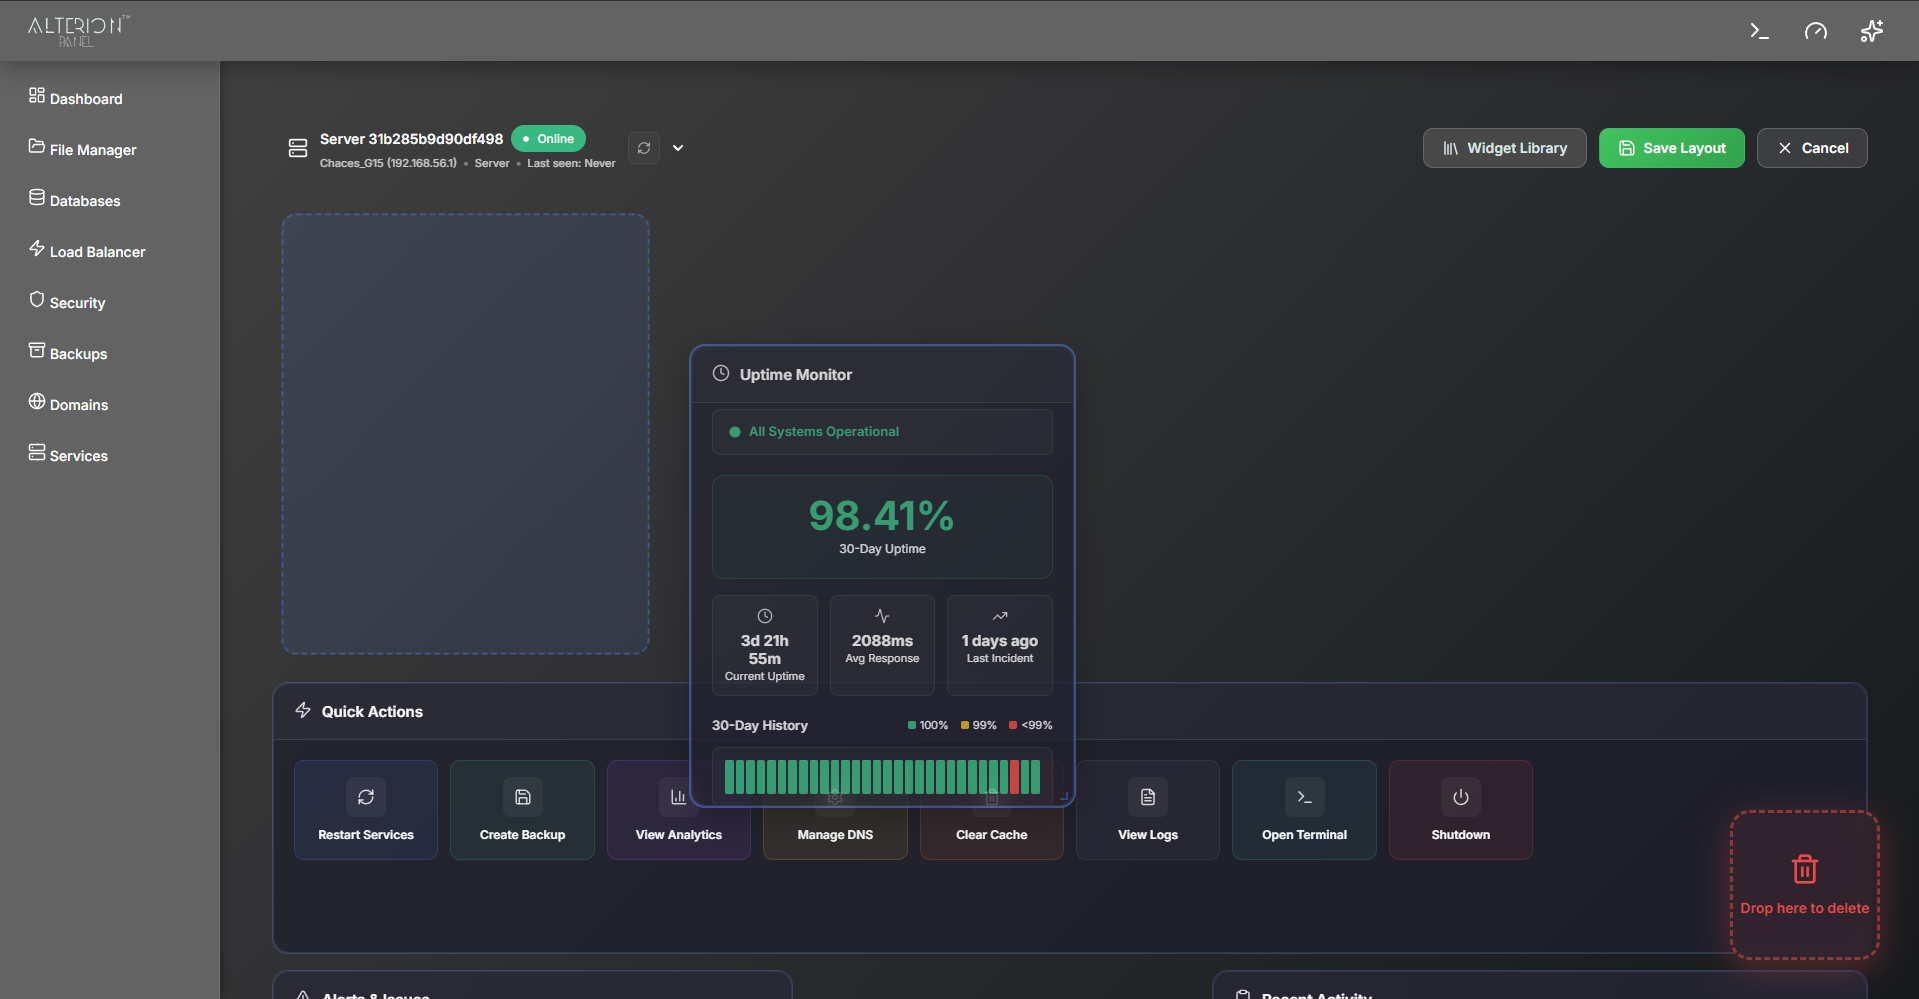 ALTERION™
PANEL
Dashboard
File Manager
Databases
Load Balancer
Security
Backups
Domains
Services
Server 31b285b9d90df498
Online
Chaces_G15 (192.168.56.1) • Server • Last seen: Never
Widget Library
Save Layout
Cancel
Uptime Monitor
All Systems Operational
98.41%
30-Day Uptime
3d 21h
55m
Current Uptime
2088ms
Avg Response
1 days ago
Last Incident
30-Day History
100%
99%
<99%
Quick Actions
Restart Services
Create Backup
View Analytics
Manage DNS
Clear Cache
View Logs
Open Terminal
Shutdown
Drop here to delete
Alerts & Issues
Recent Activity